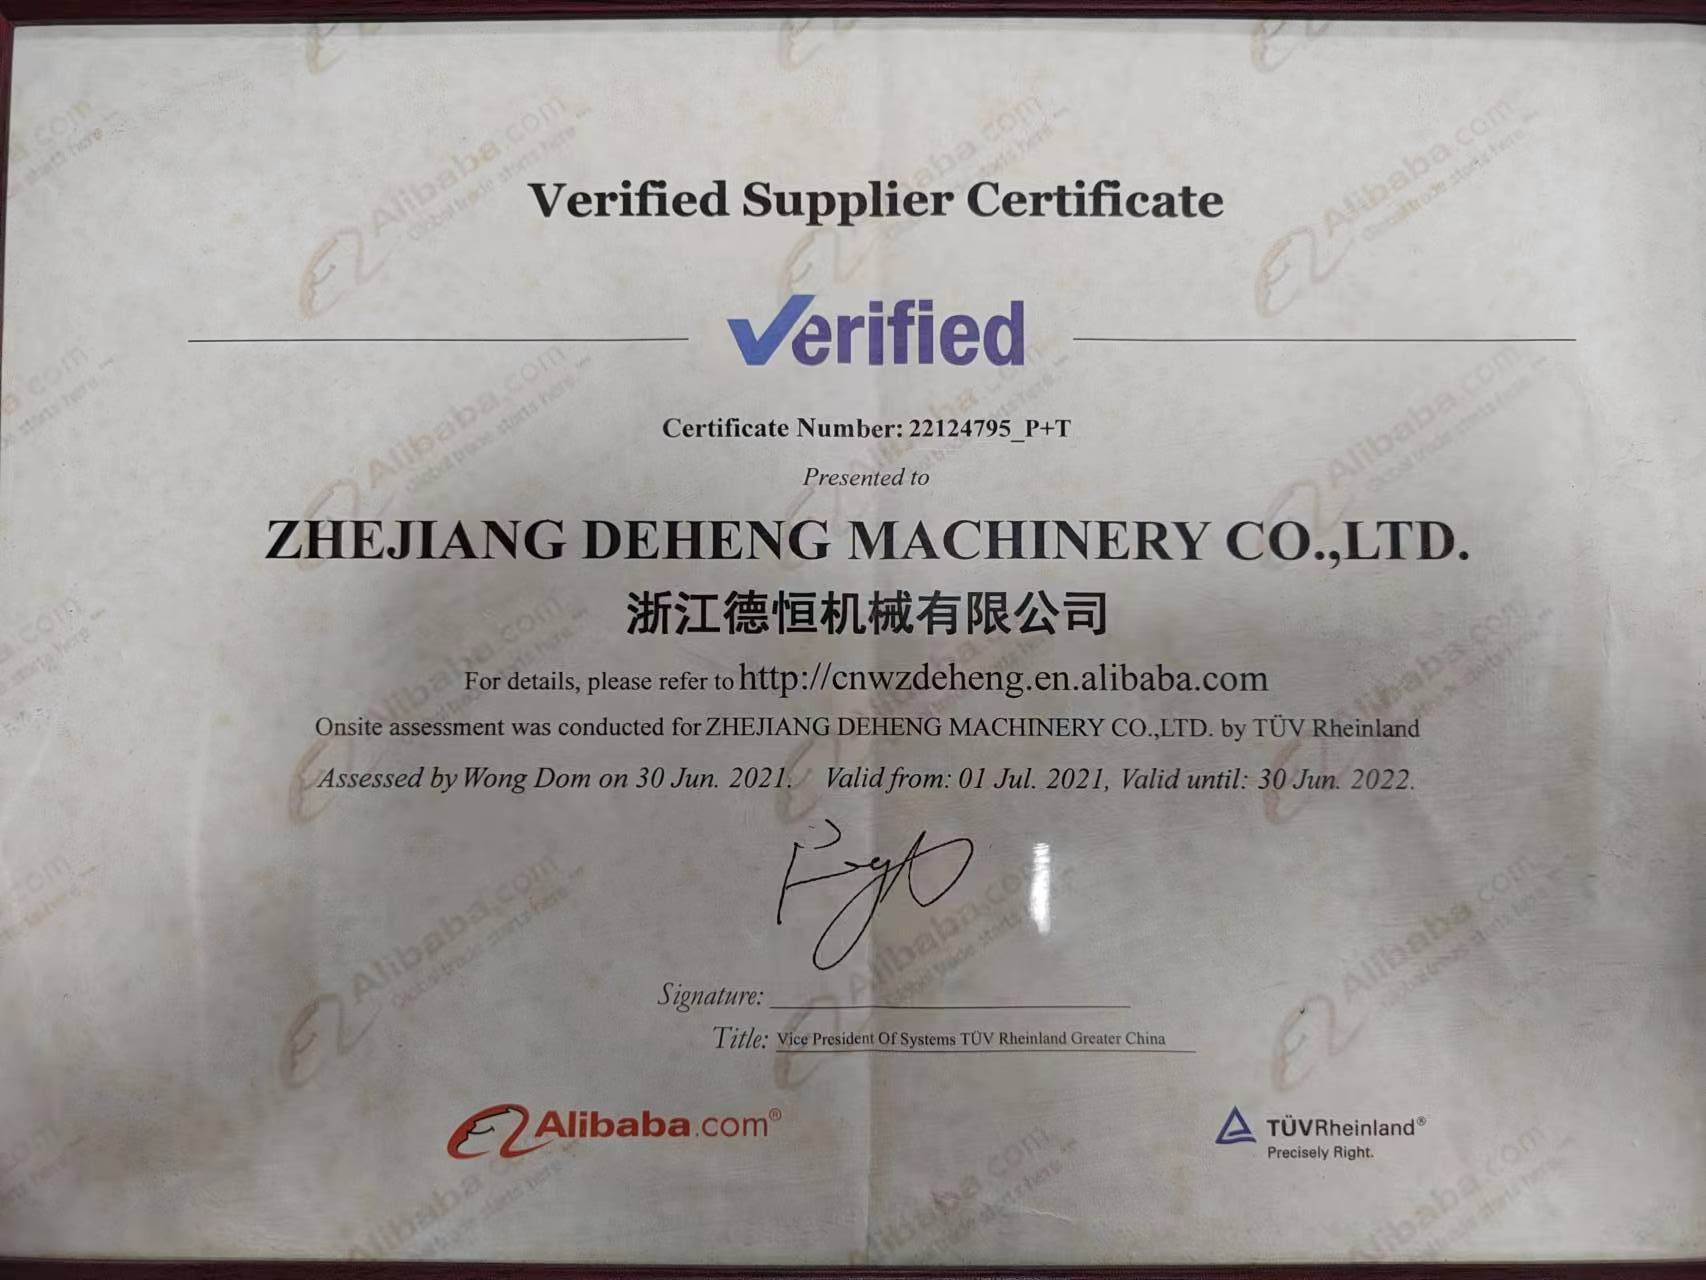 Verified Supplier Certificate
Verified
Certificate Number: 22124795_P+T
Presented to
ZHEJIANG DEHENG MACHINERY CO.,LTD.
浙江德恒机械有限公司
For details, please refer to http://cnwzdeheng.en.alibaba.com
Onsite assessment was conducted for ZHEJIANG DEHENG MACHINERY CO.,LTD. by TÜV Rheinland
Assessed by Wong Dom on 30 Jun. 2021. Valid from: 01 Jul. 2021, Valid until: 30 Jun. 2022.
Signature:
Title: Vice President Of Systems TÜV Rheinland Greater China
Alibaba.com®
TÜVRheinland®
Precisely Right.